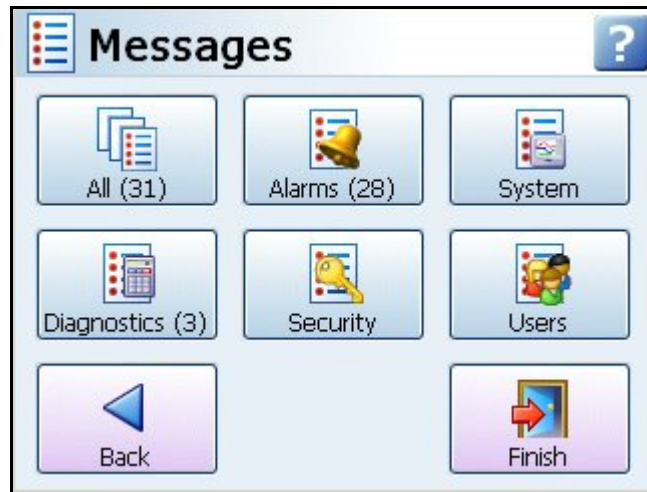 Messages
?
All (31)
Alarms (28)
System
Diagnostics (3)
Security
Users
Back
Finish